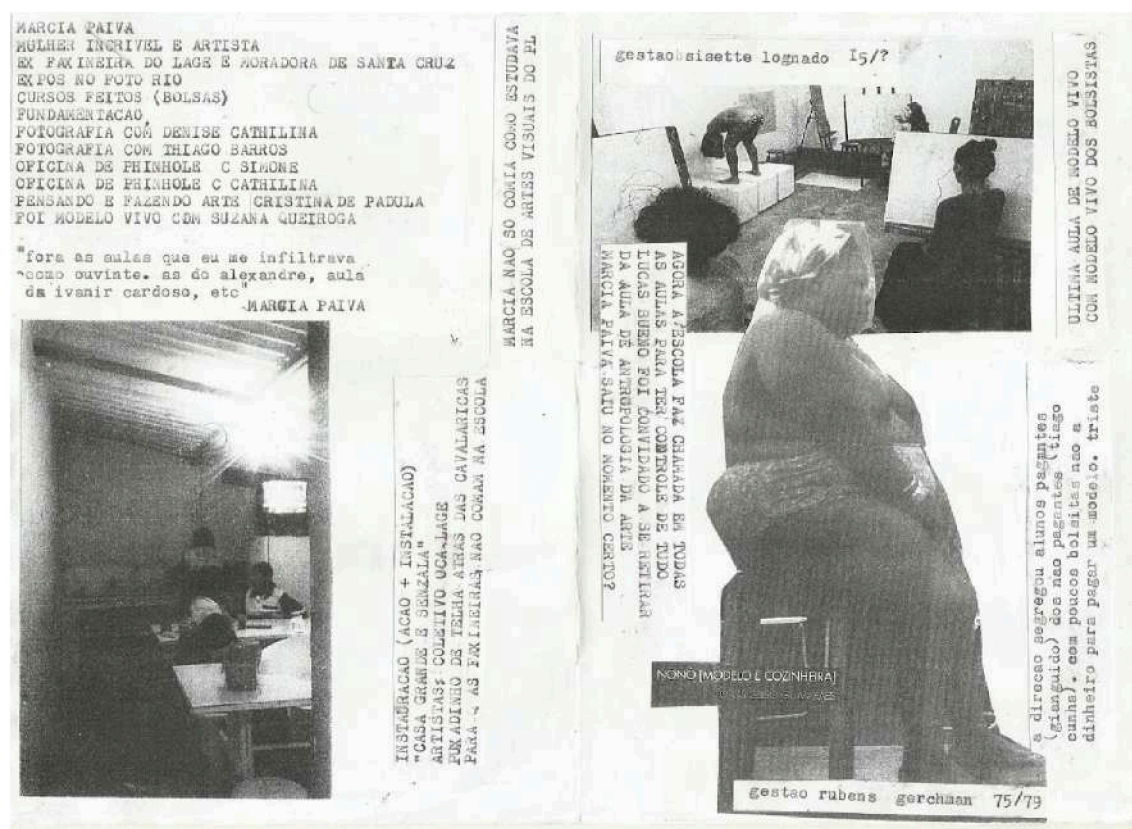 MARCIA PAIVA
MULHER INCRIVEL E ARTISTA
EX FAXINEIRA DO LAGE E MORADORA DE SANTA CRUZ
EXPOS NO FOTO RIO
CURSOS FEITOS (BOLSAS)
FUNDAMENTACAO
FOTOGRAFIA COM DENISE CATHILINA
FOTOGRAFIA COM THIAGO BARROS
OFICINA DE PHINHOLE C SIMONE
OFICINA DE PHINHOLE C CATHILINA
PENSANDO E FAZENDO ARTE CRISTINA DE PADULA
FOI MODELO VIVO COM SUZANA QUEIROGA
"fora as aulas que eu me infiltrava
como ouvinte. as do alexandre, aula
da ivanir cardoso, etc"
MARCIA PAIVA
MARCIA NAO SO COMIA COMO ESTUDAVA
NA ESCOLA DE ARTES VISUAIS DO PL
INSTAURACAO (ACAO + INSTALACAO)
"CASA GRANDE E SENZALA"
ARTISTAS: COLETIVO UCA-LAGE
PUXADINHO DE TELHA ATRAS DAS CAVALARICAS
PARA AS FAXINEIRAS NAO COMAM NA ESCOLA
gestao sisette lognado 15/?
ULTIMA AULA DE MODELO VIVO
COM MODELO VIVO DOS BOLSISTAS
AGORA A ESCOLA FAZ CHAMADA EM TODAS
AS AULAS PARA TER CONTROLE DE TUDO
LUCAS BUENO FOI CONVIDADO A SE RETIRAR
DA AULA DE ANTROPOLOGIA DA ARTE
MARCIA PAIVA SAIU NO MOMENTO CERTO?
a direcao segregou alunos pagantes
(gianguido) dos nao pagantes (tiago
cunha). com poucos bolsitas nao a
dinheiro para pagar um modelo. triste
NONO [MODELO E COZINHEIRA]
gestao rubens gerchman 75/79